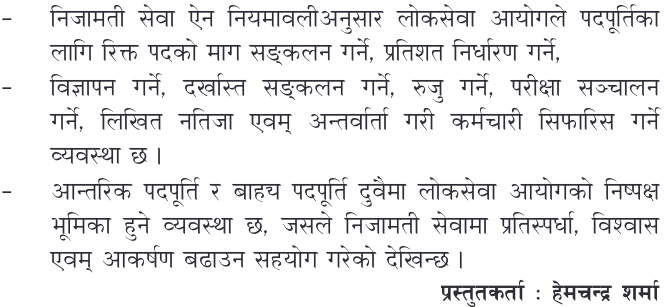 - निजामती सेवा ऐन नियमावलीअनुसार लोकसेवा आयोगले पदपूर्तिका
लागि रिक्त पदको माग सङ्कलन गर्ने, प्रतिशत निर्धारण गर्ने,
- विज्ञापन गर्ने, दर्खास्त सङ्कलन गर्ने, रुजु गर्ने, परीक्षा सञ्चालन
गर्ने, लिखित नतिजा एवम् अन्तर्वार्ता गरी कर्मचारी सिफारिस गर्ने
व्यवस्था छ ।
- आन्तरिक पदपूर्ति र बाहृय पदपूर्ति दुवैमा लोकसेवा आयोगको निष्पक्ष
भूमिका हुने व्यवस्था छ, जसले निजामती सेवामा प्रतिस्पर्धा, विश्वास
एवम् आकर्षण बढाउन सहयोग गरेको देखिन्छ ।
प्रस्तुतकर्ता : हेमचन्द्र शर्मा